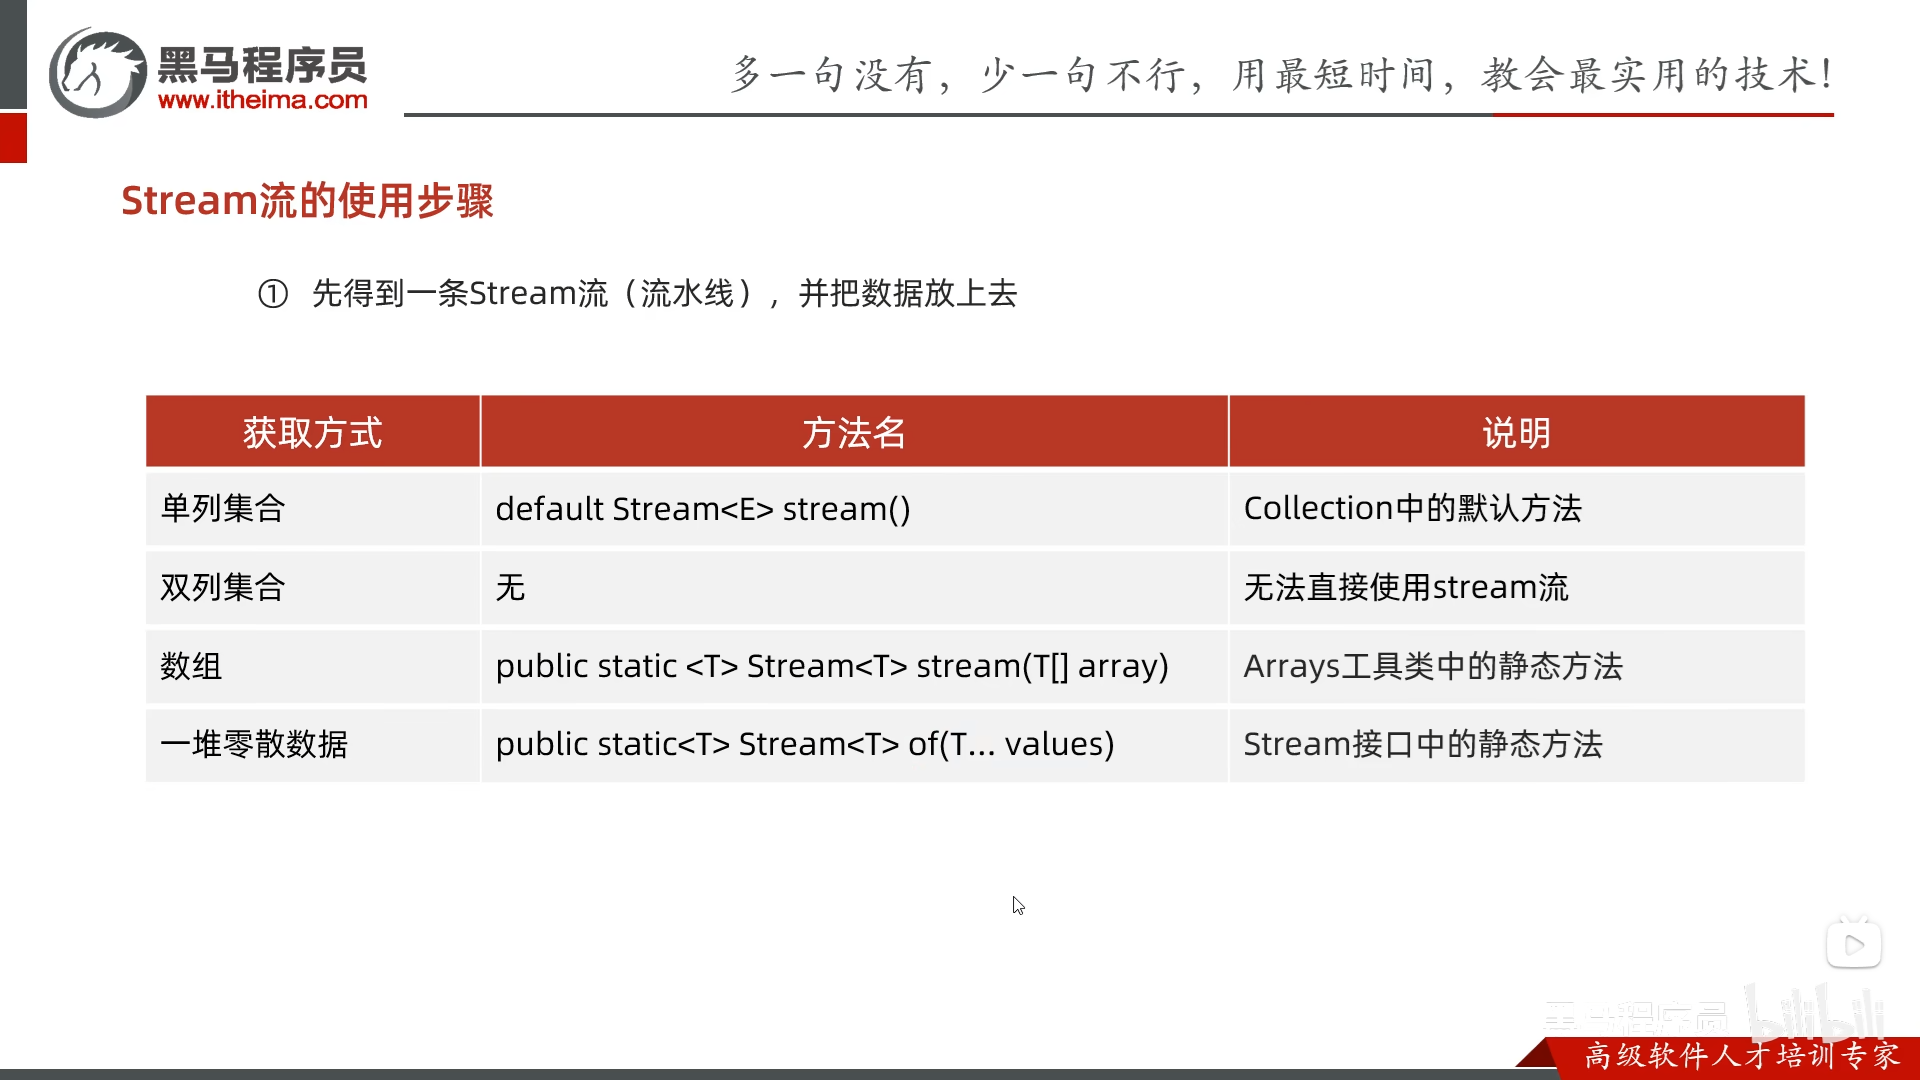 黑马程序员
www.itheima.com
多一句没有，少一句不行，用最短时间，教会最实用的技术！
Stream流的使用步骤
① 先得到一条Stream流（流水线），并把数据放上去
获取方式 方法名 说明
单列集合 default Stream<E> stream() Collection中的默认方法
双列集合 无 无法直接使用stream流
数组 public static <T> Stream<T> stream(T[] array) Arrays工具类中的静态方法
一堆零散数据 public static<T> Stream<T> of(T... values) Stream接口中的静态方法
黑马程序员 bilibili
高级软件人才培训专家